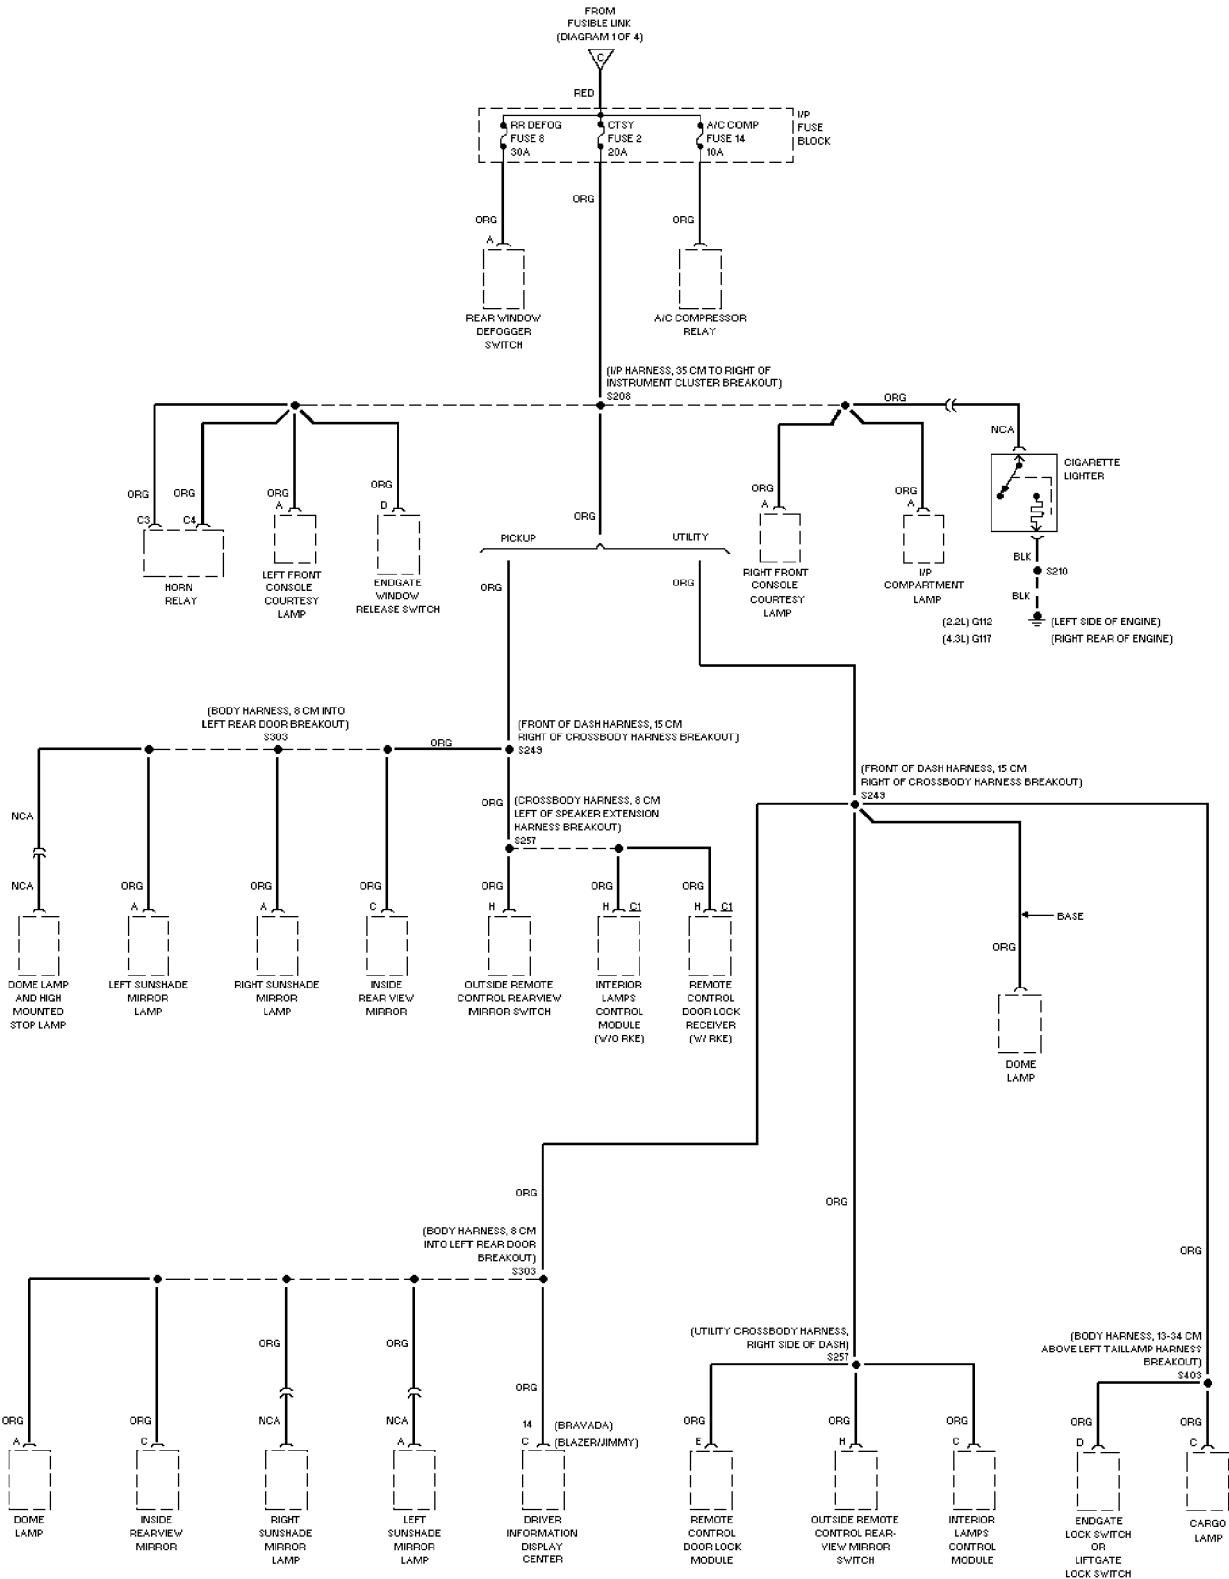 FROM
FUSIBLE LINK
(DIAGRAM 1 OF 4)
C
RED
I/P
FUSE
BLOCK
RR DEFOG
FUSE 8
30A
CTSY
FUSE 2
20A
A/C COMP
FUSE 14
10A
ORG
ORG
ORG
A
REAR WINDOW
DEFOGGER
SWITCH
A/C COMPRESSOR
RELAY
(I/P HARNESS, 35 CM TO RIGHT OF
INSTRUMENT CLUSTER BREAKOUT)
S208
ORG
NCA
CIGARETTE
LIGHTER
ORG
ORG
ORG
ORG
ORG
ORG
ORG
C3
C4
A
D
A
A
HORN
RELAY
LEFT FRONT
CONSOLE
COURTESY
LAMP
ENDGATE
WINDOW
RELEASE SWITCH
PICKUP
UTILITY
ORG
ORG
RIGHT FRONT
CONSOLE
COURTESY
LAMP
I/P
COMPARTMENT
LAMP
BLK
S210
BLK
(2.2L) G112
(LEFT SIDE OF ENGINE)
(4.3L) G117
(RIGHT REAR OF ENGINE)
(BODY HARNESS, 8 CM INTO
LEFT REAR DOOR BREAKOUT)
S303
ORG
(FRONT OF DASH HARNESS, 15 CM
RIGHT OF CROSSBODY HARNESS BREAKOUT)
S249
(FRONT OF DASH HARNESS, 15 CM
RIGHT OF CROSSBODY HARNESS BREAKOUT)
S249
NCA
ORG
(CROSSBODY HARNESS, 8 CM
LEFT OF SPEAKER EXTENSION
HARNESS BREAKOUT)
S257
NCA
ORG
ORG
ORG
ORG
ORG
ORG
A
A
C
H
H
C1
H
C1
BASE
ORG
DOME LAMP
AND HIGH
MOUNTED
STOP LAMP
LEFT SUNSHADE
MIRROR
LAMP
RIGHT SUNSHADE
MIRROR
LAMP
INSIDE
REAR VIEW
MIRROR
OUTSIDE REMOTE
CONTROL REARVIEW
MIRROR SWITCH
INTERIOR
LAMPS
CONTROL
MODULE
(W/O RKE)
REMOTE
CONTROL
DOOR LOCK
RECEIVER
(W/ RKE)
DOME
LAMP
ORG
ORG
ORG
(BODY HARNESS, 8 CM
INTO LEFT REAR DOOR
BREAKOUT)
S303
(UTILITY CROSSBODY HARNESS,
RIGHT SIDE OF DASH)
S257
(BODY HARNESS, 13-34 CM
ABOVE LEFT TAILLAMP HARNESS
BREAKOUT)
S403
ORG
ORG
ORG
ORG
ORG
NCA
NCA
14
(BRAVADA)
ORG
ORG
ORG
ORG
ORG
A
C
A
C
(BLAZER/JIMMY)
E
H
C
D
C
DOME
LAMP
INSIDE
REARVIEW
MIRROR
RIGHT
SUNSHADE
MIRROR
LAMP
LEFT
SUNSHADE
MIRROR
LAMP
DRIVER
INFORMATION
DISPLAY
CENTER
REMOTE
CONTROL
DOOR LOCK
MODULE
OUTSIDE REMOTE
CONTROL REAR-
VIEW MIRROR
SWITCH
INTERIOR
LAMPS
CONTROL
MODULE
ENDGATE
LOCK SWITCH
OR
LIFTGATE
LOCK SWITCH
CARGO
LAMP